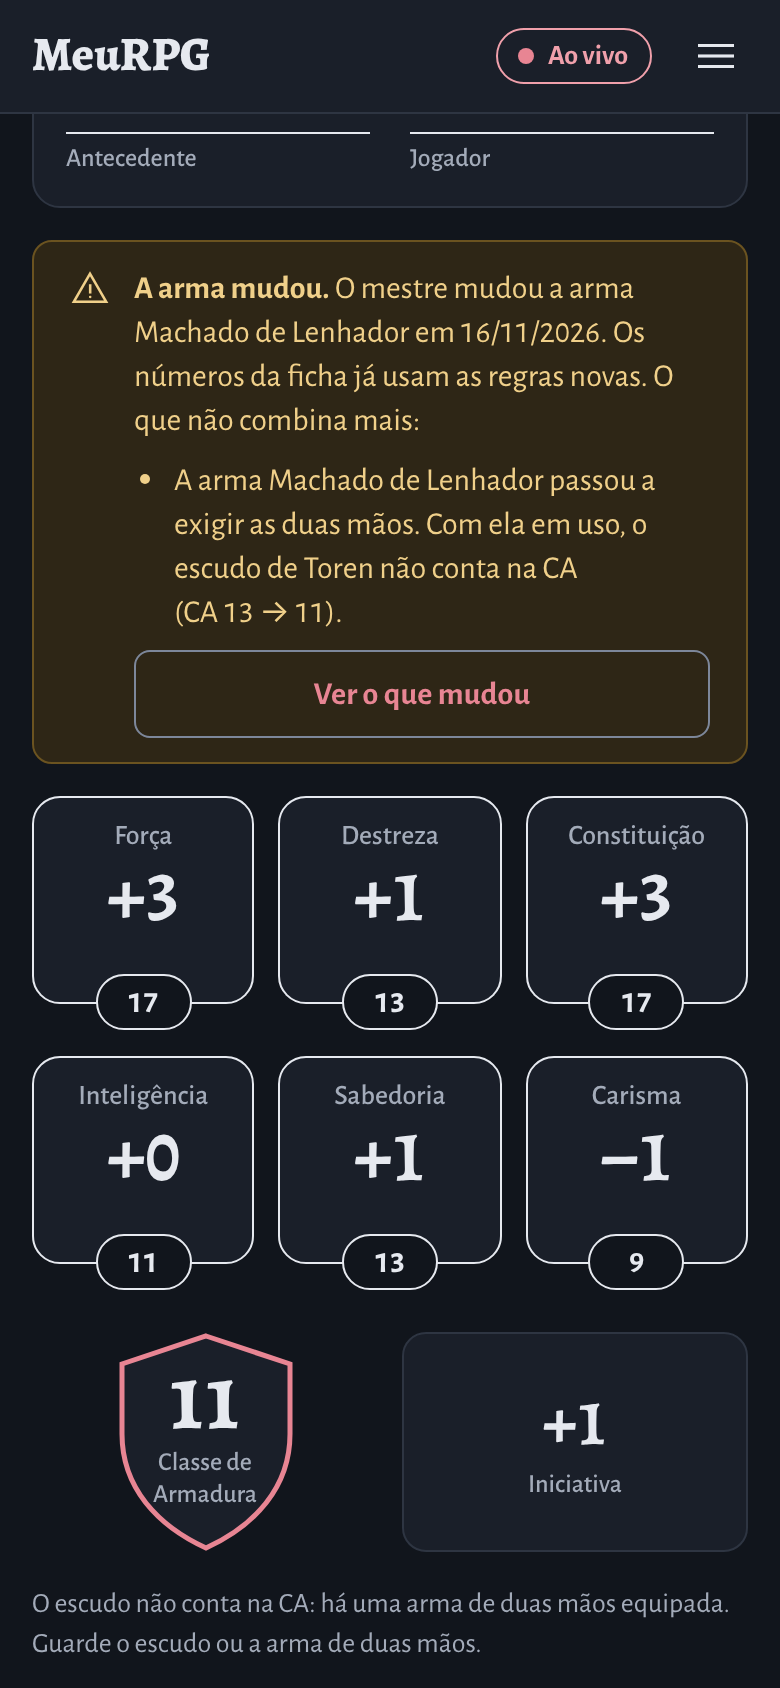 MeuRPG
Ao vivo
Antecedente
Jogador
A arma mudou. O mestre mudou a arma
Machado de Lenhador em 16/11/2026. Os
números da ficha já usam as regras novas. O
que não combina mais:
• A arma Machado de Lenhador passou a
exigir as duas mãos. Com ela em uso, o
escudo de Toren não conta na CA
(CA 13 → 11).
Ver o que mudou
Força
+3
17
Destreza
+1
13
Constituição
+3
17
Inteligência
+0
11
Sabedoria
+1
13
Carisma
−1
9
11
Classe de
Armadura
+1
Iniciativa
O escudo não conta na CA: há uma arma de duas mãos equipada.
Guarde o escudo ou a arma de duas mãos.